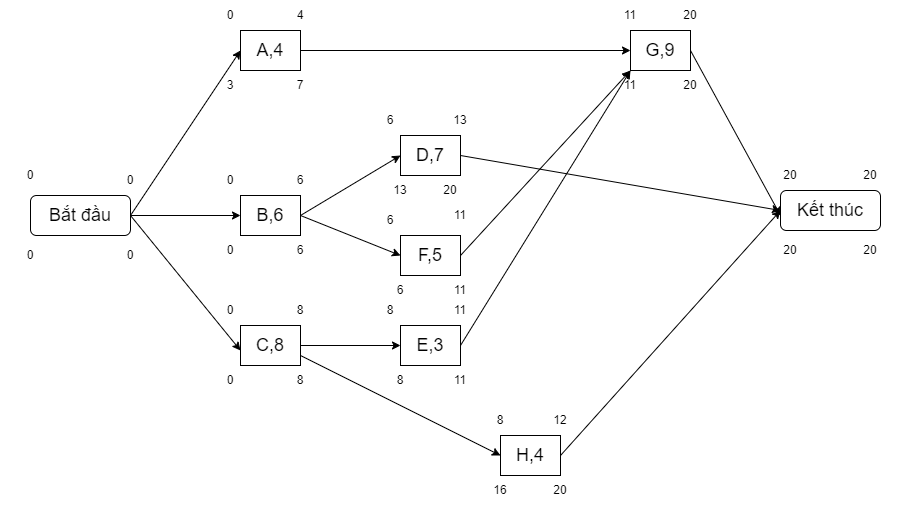 0 4
A,4
3 7
11 20
G,9
11 20
0 0
Bắt đầu
0 0
0 6
B,6
0 6
6 13
D,7
13 20
6 11
F,5
6 11
0 8
C,8
0 8
8 11
E,3
8 11
8 12
H,4
16 20
20 20
Kết thúc
20 20